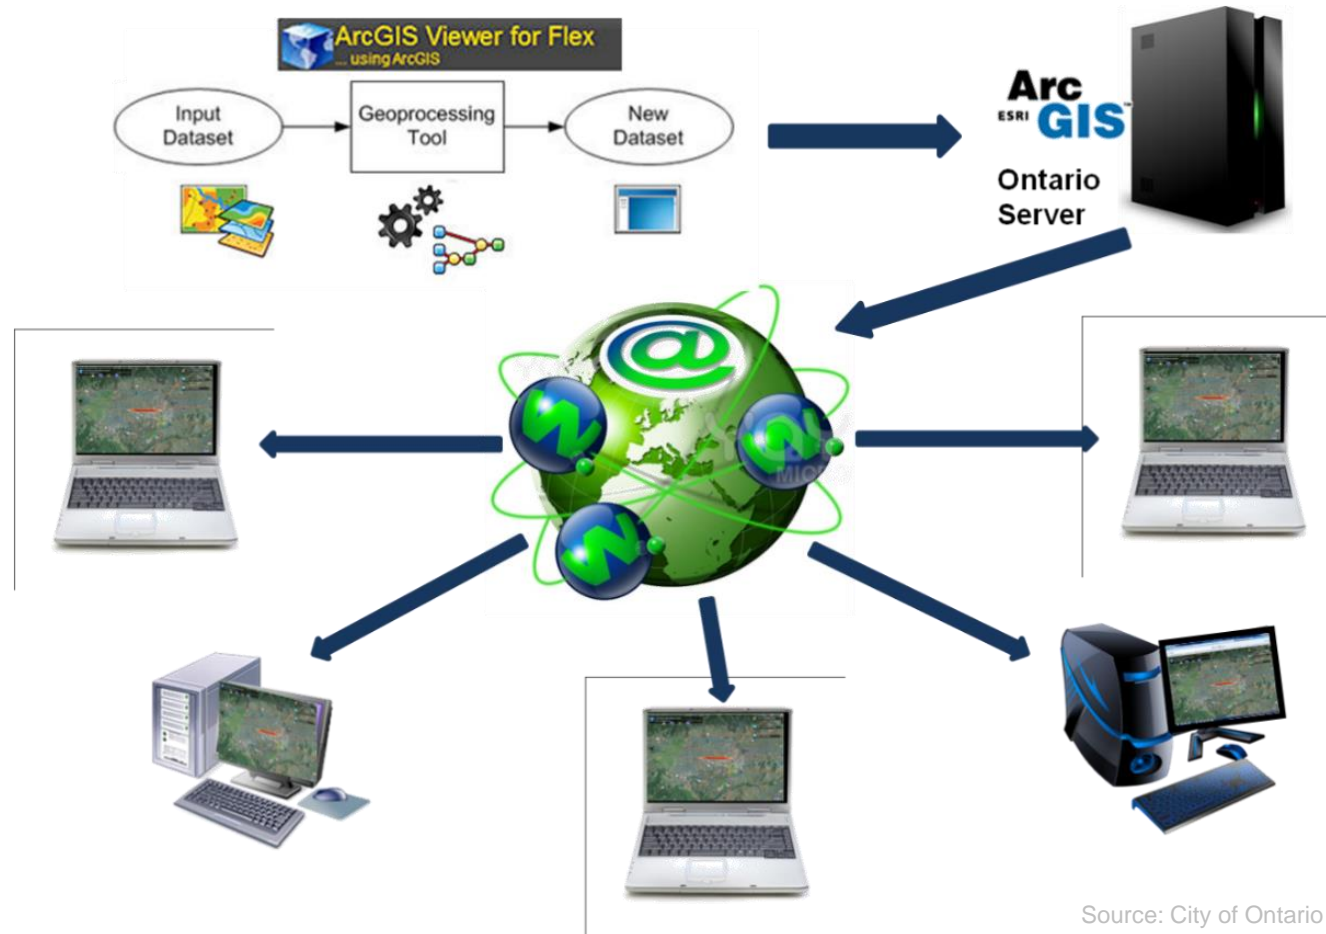 ArcGIS Viewer for Flex
... using ArcGIS
Input
Dataset
Geoprocessing
Tool
New
Dataset
Arc
ESRI GIS™
Ontario
Server
@
W
W
W
Source: City of Ontario